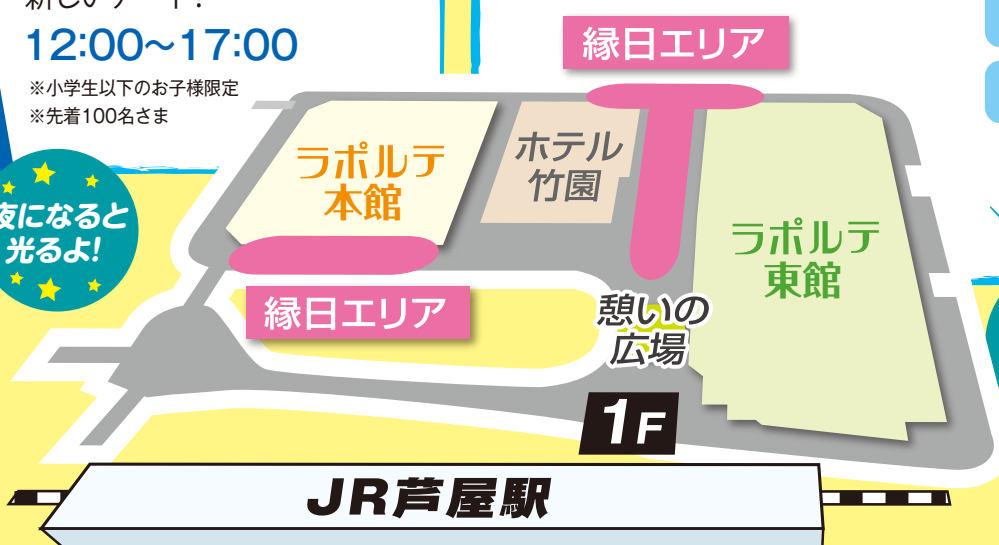 12:00〜17:00
※小学生以下のお子様限定
※先着100名さま
縁日エリア
ラポルテ
本館
ホテル
竹園
ラポルテ
東館
夜になると
光るよ!
縁日エリア
憩いの
広場
1F
JR芦屋駅